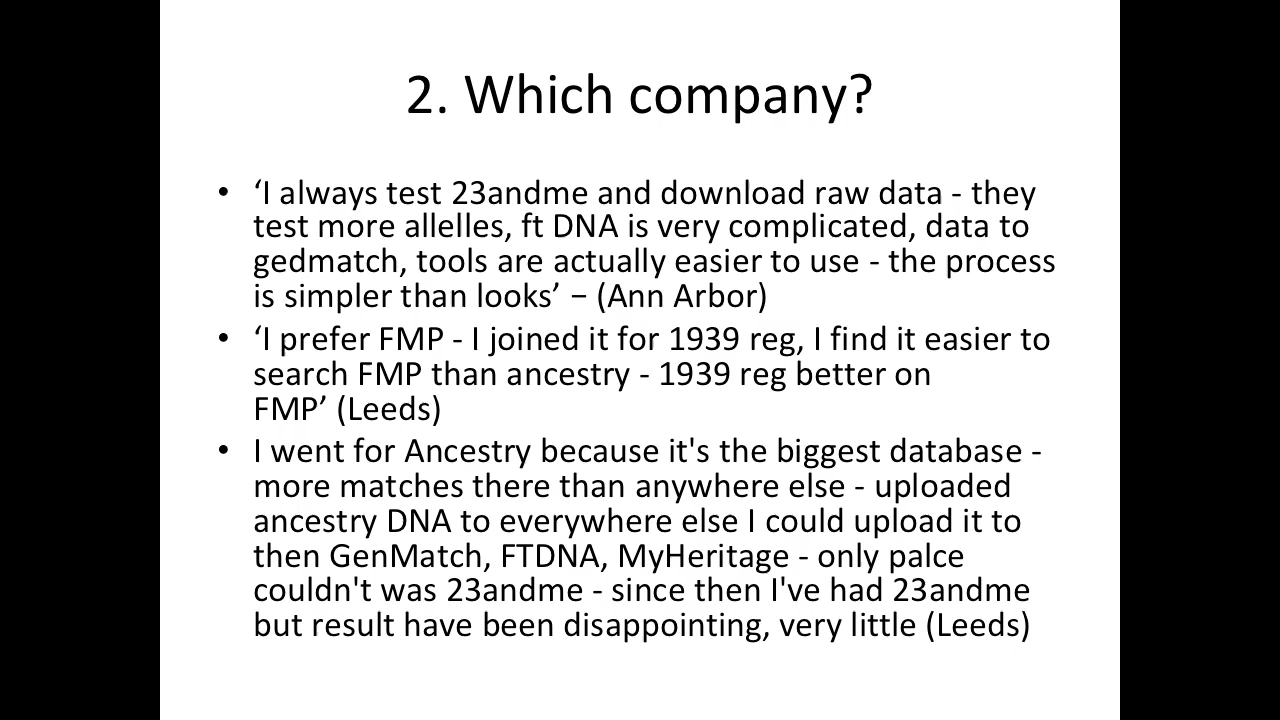 2. Which company?
• ‘I always test 23andme and download raw data - they
test more allelles, ft DNA is very complicated, data to
gedmatch, tools are actually easier to use - the process
is simpler than looks’ – (Ann Arbor)
• ‘I prefer FMP - I joined it for 1939 reg, I find it easier to
search FMP than ancestry - 1939 reg better on
FMP’ (Leeds)
• I went for Ancestry because it's the biggest database -
more matches there than anywhere else - uploaded
ancestry DNA to everywhere else I could upload it to
then GenMatch, FTDNA, MyHeritage - only palce
couldn't was 23andme - since then I've had 23andme
but result have been disappointing, very little (Leeds)